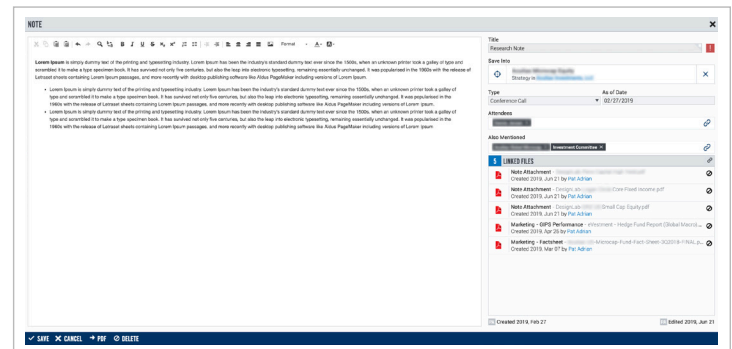 NOTE
B I U S x₂ x² Format A A
Lorem Ipsum is simply dummy text of the printing and typesetting industry. Lorem Ipsum has been the industry's standard dummy text ever since the 1500s, when an unknown printer took a galley of type and
scrambled it to make a type specimen book. It has survived not only five centuries, but also the leap into electronic typesetting, remaining essentially unchanged. It was popularised in the 1960s with the release of
Letraset sheets containing Lorem Ipsum passages, and more recently with desktop publishing software like Aldus PageMaker including versions of Lorem Ipsum.
• Lorem Ipsum is simply dummy text of the printing and typesetting industry. Lorem Ipsum has been the industry's standard dummy text ever since the 1500s, when an unknown printer took a galley of
type and scrambled it to make a type specimen book. It has survived not only five centuries, but also the leap into electronic typesetting, remaining essentially unchanged. It was popularised in the
1960s with the release of Letraset sheets containing Lorem Ipsum passages, and more recently with desktop publishing software like Aldus PageMaker including versions of Lorem Ipsum.
• Lorem Ipsum is simply dummy text of the printing and typesetting industry. Lorem Ipsum has been the industry's standard dummy text ever since the 1500s, when an unknown printer took a galley of
type and scrambled it to make a type specimen book. It has survived not only five centuries, but also the leap into electronic typesetting, remaining essentially unchanged. It was popularised in the
1960s with the release of Letraset sheets containing Lorem Ipsum passages, and more recently with desktop publishing software like Aldus PageMaker including versions of Lorem Ipsum
Title
Research Note
Save Into
Strategy in
Type As of Date
Conference Call 02/27/2019
Attendees
Also Mentioned
Investment Committee ×
5 LINKED FILES
Note Attachment -
Created 2019, Jun 21 by Pat Adrian
Note Attachment - DesignLab Core Fixed Income.pdf
Created 2019, Jun 21 by Pat Adrian
Note Attachment - DesignLab Small Cap Equity.pdf
Created 2019, Jun 21 by Pat Adrian
Marketing - GIPS Performance - eVestment - Hedge Fund Report (Global Macro)...
Created 2019, Apr 26 by Pat Adrian
Marketing - Factsheet - Microcap-Fund-Fact-Sheet-3Q2018-FINAL.p...
Created 2019, Mar 07 by Pat Adrian
Created 2019, Feb 27 Edited 2019, Jun 21
SAVE CANCEL PDF DELETE